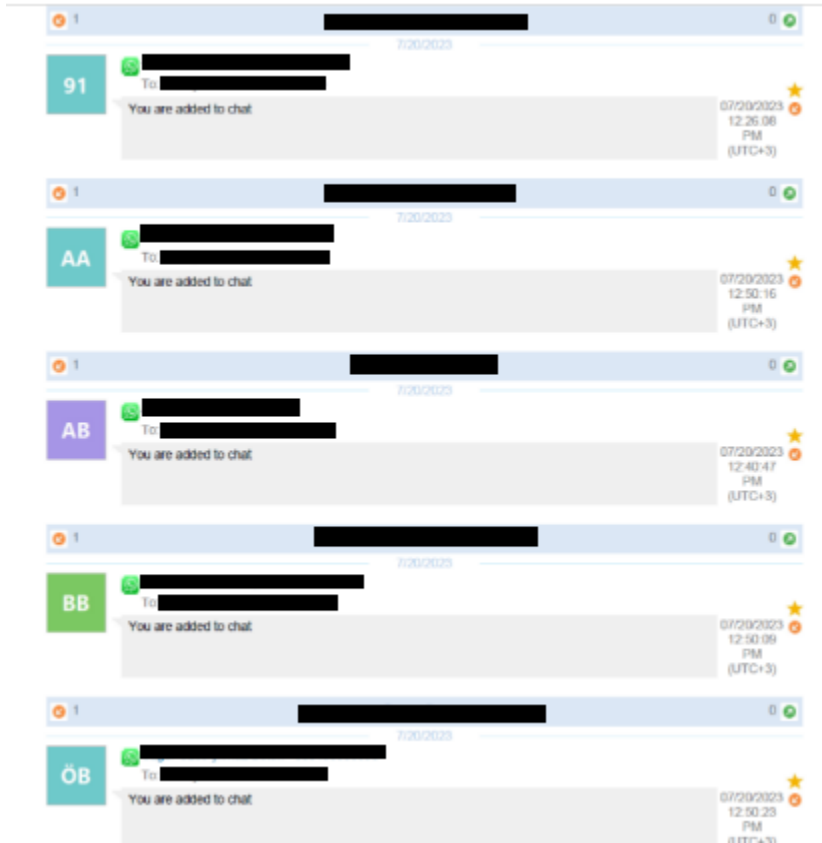 1 0
7/20/2023
91
To:
You are added to chat
07/20/2023
12:26:08
PM
(UTC+3)
1 0
7/20/2023
AA
To:
You are added to chat
07/20/2023
12:50:16
PM
(UTC+3)
1 0
7/20/2023
AB
To:
You are added to chat
07/20/2023
12:40:47
PM
(UTC+3)
1 0
7/20/2023
BB
To:
You are added to chat
07/20/2023
12:50:09
PM
(UTC+3)
1 0
7/20/2023
ÖB
To:
You are added to chat
07/20/2023
12:50:23
PM
(UTC+3)